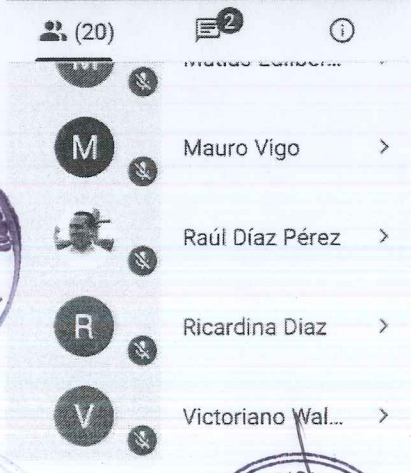 (20)
2
M
Mauro Vigo
Raúl Díaz Pérez
R
Ricardina Diaz
V
Victoriano Wal...